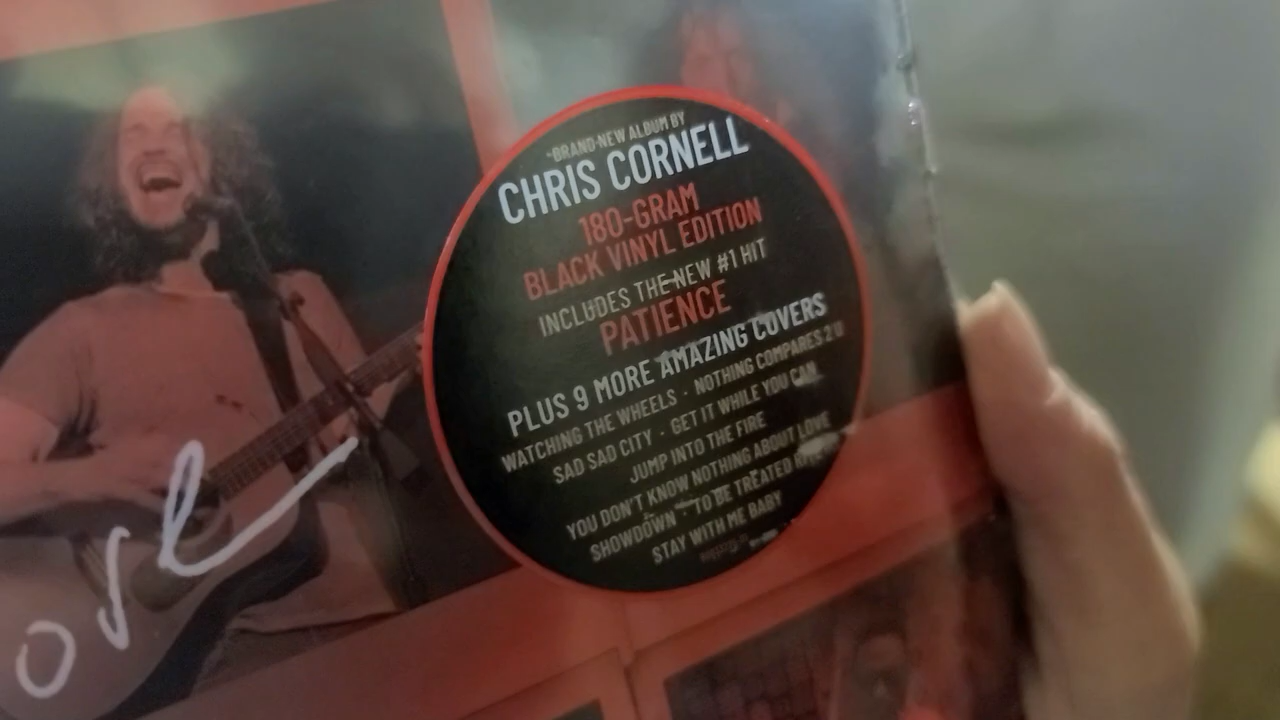 BRAND-NEW ALBUM BY
CHRIS CORNELL
180-GRAM
BLACK VINYL EDITION
INCLUDES THE NEW #1 HIT
PATIENCE
PLUS 9 MORE AMAZING COVERS
WATCHING THE WHEELS · NOTHING COMPARES 2 U
SAD SAD CITY · GET IT WHILE YOU CAN
JUMP INTO THE FIRE
YOU DON'T KNOW NOTHING ABOUT LOVE
SHOWDOWN · TO BE TREATED
STAY WITH ME BABY